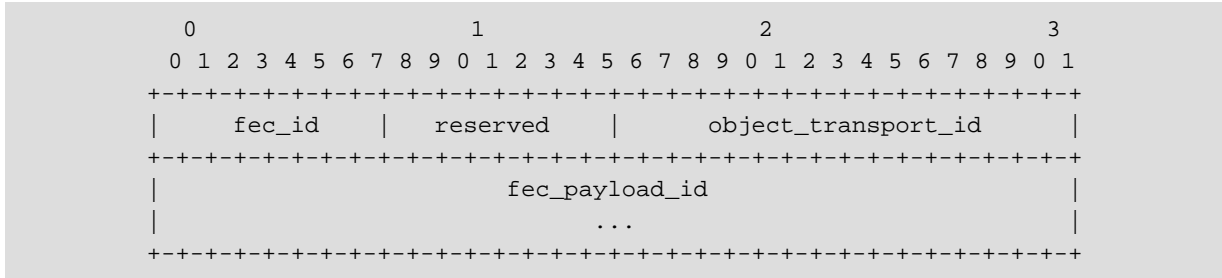 0                   1                   2                   3
 0 1 2 3 4 5 6 7 8 9 0 1 2 3 4 5 6 7 8 9 0 1 2 3 4 5 6 7 8 9 0 1
+-+-+-+-+-+-+-+-+-+-+-+-+-+-+-+-+-+-+-+-+-+-+-+-+-+-+-+-+-+-+-+-+
|     fec_id    |   reserved    |      object_transport_id      |
+-+-+-+-+-+-+-+-+-+-+-+-+-+-+-+-+-+-+-+-+-+-+-+-+-+-+-+-+-+-+-+-+
|                        fec_payload_id                         |
|                              ...                              |
+-+-+-+-+-+-+-+-+-+-+-+-+-+-+-+-+-+-+-+-+-+-+-+-+-+-+-+-+-+-+-+-+